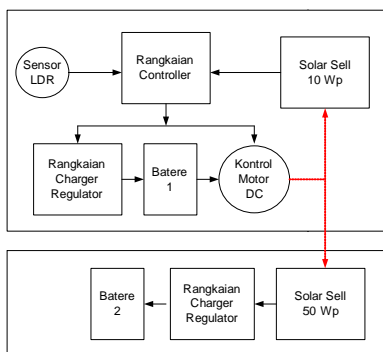 Sensor
LDR
Rangkaian
Controller
Solar Sell
10 Wp
Rangkaian
Charger
Regulator
Batere
1
Kontrol
Motor
DC
Batere
2
Rangkaian
Charger
Regulator
Solar Sell
50 Wp